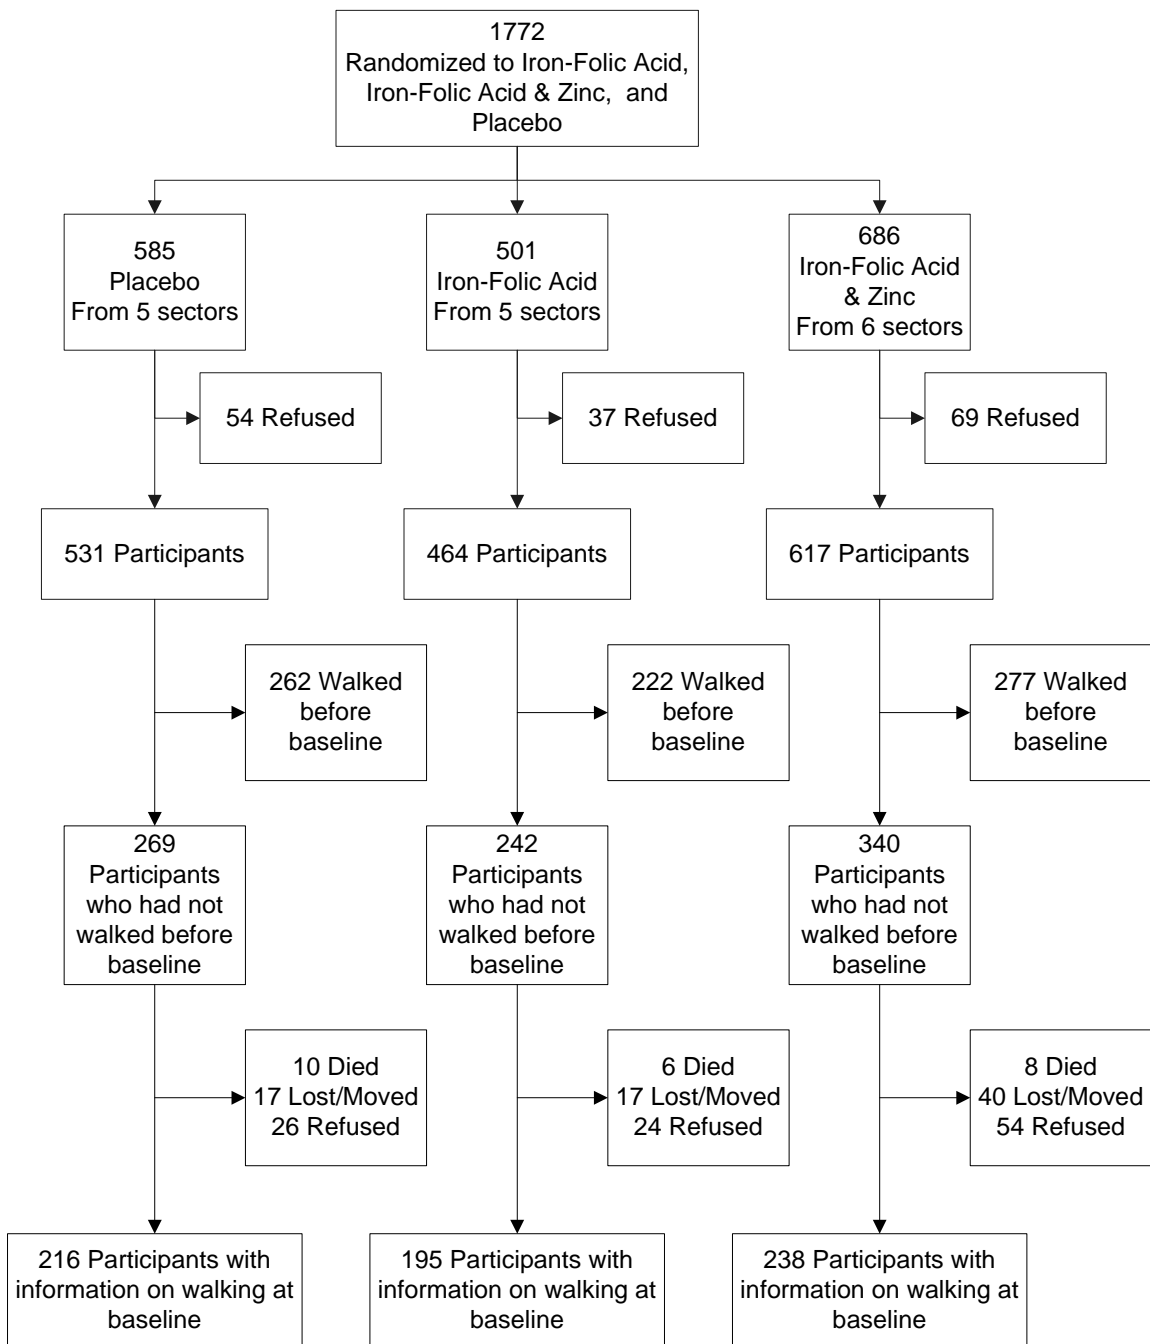 1772
Randomized to Iron-Folic Acid,
Iron-Folic Acid & Zinc, and
Placebo
585
Placebo
From 5 sectors
501
Iron-Folic Acid
From 5 sectors
686
Iron-Folic Acid
& Zinc
From 6 sectors
54 Refused
37 Refused
69 Refused
531 Participants
464 Participants
617 Participants
262 Walked
before
baseline
222 Walked
before
baseline
277 Walked
before
baseline
269
Participants
who had not
walked before
baseline
242
Participants
who had not
walked before
baseline
340
Participants
who had not
walked before
baseline
10 Died
17 Lost/Moved
26 Refused
6 Died
17 Lost/Moved
24 Refused
8 Died
40 Lost/Moved
54 Refused
216 Participants with
information on walking at
baseline
195 Participants with
information on walking at
baseline
238 Participants with
information on walking at
baseline